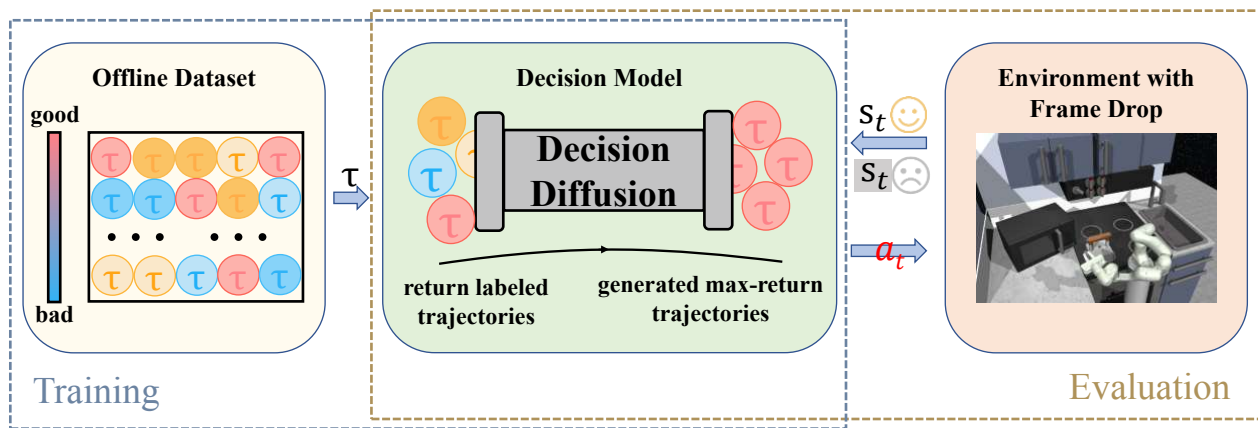 Offline Dataset
good
τ τ τ τ τ
τ τ τ τ τ
• • •   • • •
τ τ τ τ τ
bad
τ
Decision Model
τ
τ
τ
τ
Decision
Diffusion
τ
τ
τ
τ
τ
return labeled
trajectories
generated max-return
trajectories
s_t
s_t
a_t
Environment with
Frame Drop
Training
Evaluation